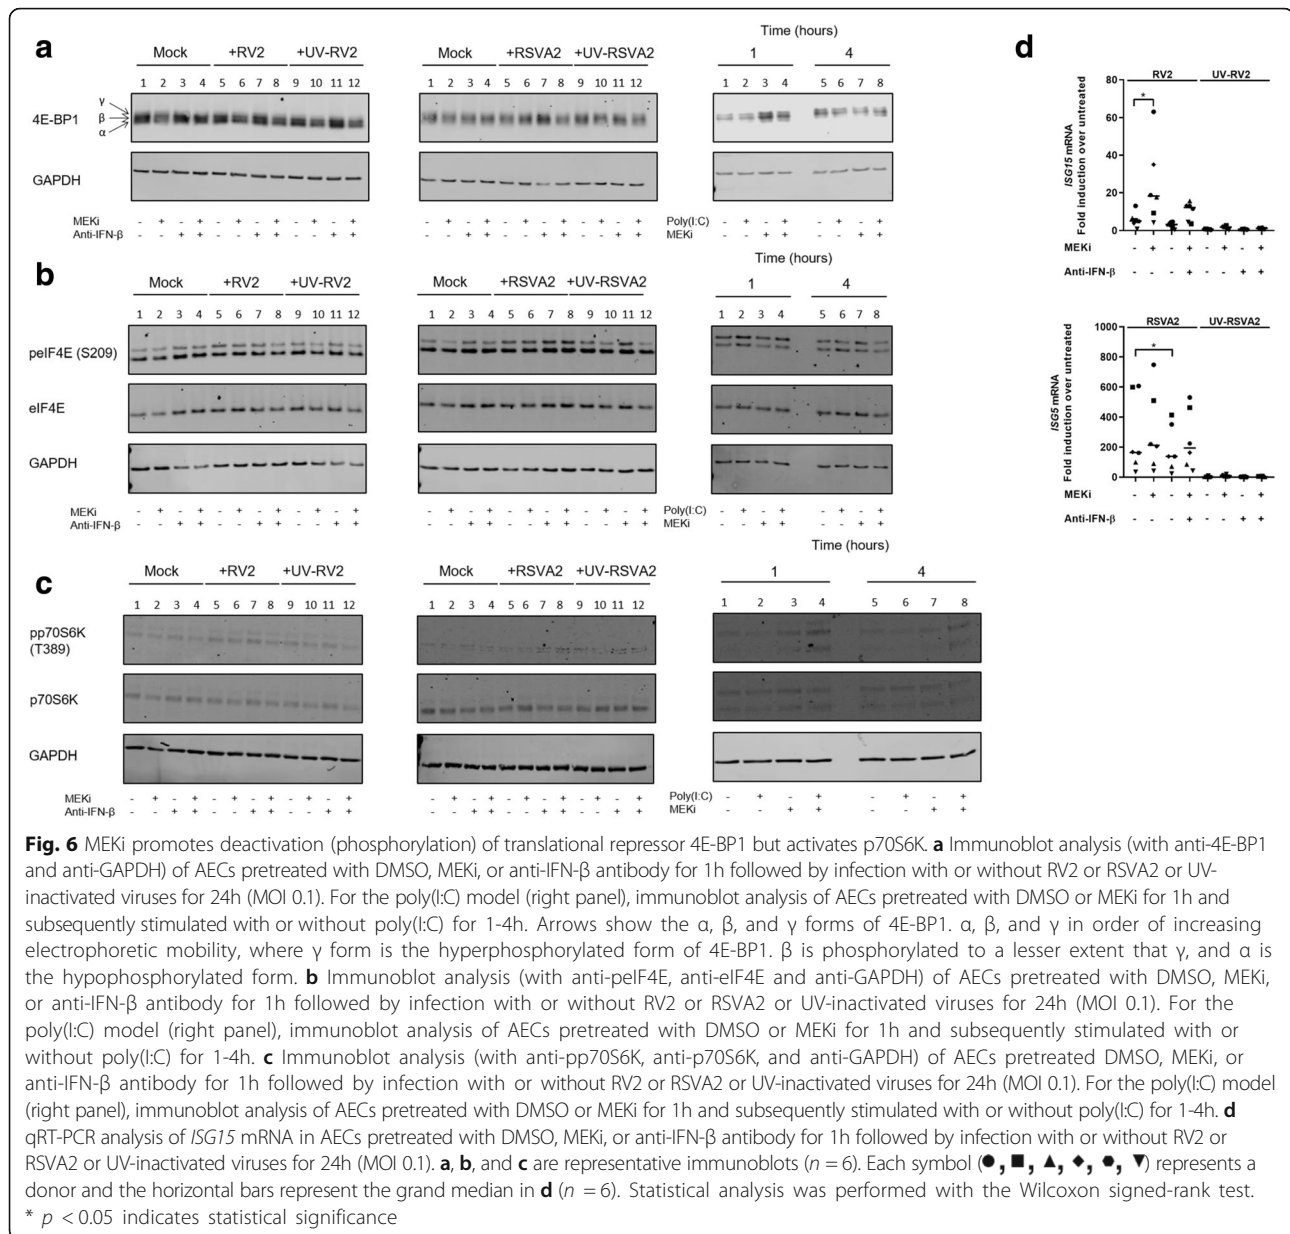 a
Mock +RV2 +UV-RV2
1 2 3 4 5 6 7 8 9 10 11 12
γ
β
α
4E-BP1
GAPDH
MEKi - + - + - + - + - + - +
Anti-IFN-β - - + + - - + + - - + +
Mock +RSVA2 +UV-RSVA2
1 2 3 4 5 6 7 8 9 10 11 12
- + - + - + - + - + - +
- - + + - - + + - - + +
Time (hours)
1 4
1 2 3 4 5 6 7 8
Poly(I:C) - + - + - + - +
MEKi - - + + - - + +
b
Mock +RV2 +UV-RV2
1 2 3 4 5 6 7 8 9 10 11 12
peIF4E (S209)
eIF4E
GAPDH
MEKi - + - + - + - + - + - +
Anti-IFN-β - - + + - - + + - - + +
Mock +RSVA2 +UV-RSVA2
1 2 3 4 5 6 7 8 9 10 11 12
- + - + - + - + - + - +
- - + + - - + + - - + +
Time (hours)
1 4
1 2 3 4 5 6 7 8
Poly(I:C) - + - + - + - +
MEKi - - + + - - + +
c
Mock +RV2 +UV-RV2
1 2 3 4 5 6 7 8 9 10 11 12
pp70S6K
(T389)
p70S6K
GAPDH
MEKi - + - + - + - + - + - +
Anti-IFN-β - - + + - - + + - - + +
Mock +RSVA2 +UV-RSVA2
1 2 3 4 5 6 7 8 9 10 11 12
- + - + - + - + - + - +
- - + + - - + + - - + +
Time (hours)
1 4
1 2 3 4 5 6 7 8
Poly(I:C) - + - + - + - +
MEKi - - + + - - + +
d
RV2 UV-RV2
ISG15 mRNA
Fold induction over untreated
80
60
40
20
0
*
MEKi - + - + - + - +
Anti-IFN-β - - + + - - + +
RSVA2 UV-RSVA2
ISG5 mRNA
Fold induction over untreated
1000
800
600
400
200
0
*
MEKi - + - + - + - +
Anti-IFN-β - - + + - - + +
Fig. 6 MEKi promotes deactivation (phosphorylation) of translational repressor 4E-BP1 but activates p70S6K. a Immunoblot analysis (with anti-4E-BP1
and anti-GAPDH) of AECs pretreated with DMSO, MEKi, or anti-IFN-β antibody for 1h followed by infection with or without RV2 or RSVA2 or UV-
inactivated viruses for 24h (MOI 0.1). For the poly(I:C) model (right panel), immunoblot analysis of AECs pretreated with DMSO or MEKi for 1h and
subsequently stimulated with or without poly(I:C) for 1-4h. Arrows show the α, β, and γ forms of 4E-BP1. α, β, and γ in order of increasing
electrophoretic mobility, where γ form is the hyperphosphorylated form of 4E-BP1. β is phosphorylated to a lesser extent that γ, and α is
the hypophosphorylated form. b Immunoblot analysis (with anti-peIF4E, anti-eIF4E and anti-GAPDH) of AECs pretreated with DMSO, MEKi,
or anti-IFN-β antibody for 1h followed by infection with or without RV2 or RSVA2 or UV-inactivated viruses for 24h (MOI 0.1). For the
poly(I:C) model (right panel), immunoblot analysis of AECs pretreated with DMSO or MEKi for 1h and subsequently stimulated with or
without poly(I:C) for 1-4h. c Immunoblot analysis (with anti-pp70S6K, anti-p70S6K, and anti-GAPDH) of AECs pretreated DMSO, MEKi, or
anti-IFN-β antibody for 1h followed by infection with or without RV2 or RSVA2 or UV-inactivated viruses for 24h (MOI 0.1). For the poly(I:C) model
(right panel), immunoblot analysis of AECs pretreated with DMSO or MEKi for 1h and subsequently stimulated with or without poly(I:C) for 1-4h. d
qRT-PCR analysis of ISG15 mRNA in AECs pretreated with DMSO, MEKi, or anti-IFN-β antibody for 1h followed by infection with or without RV2 or
RSVA2 or UV-inactivated viruses for 24h (MOI 0.1). a, b, and c are representative immunoblots (n = 6). Each symbol (●, ■, ▲, ◆, ⬣, ▼) represents a
donor and the horizontal bars represent the grand median in d (n = 6). Statistical analysis was performed with the Wilcoxon signed-rank test.
* p < 0.05 indicates statistical significance